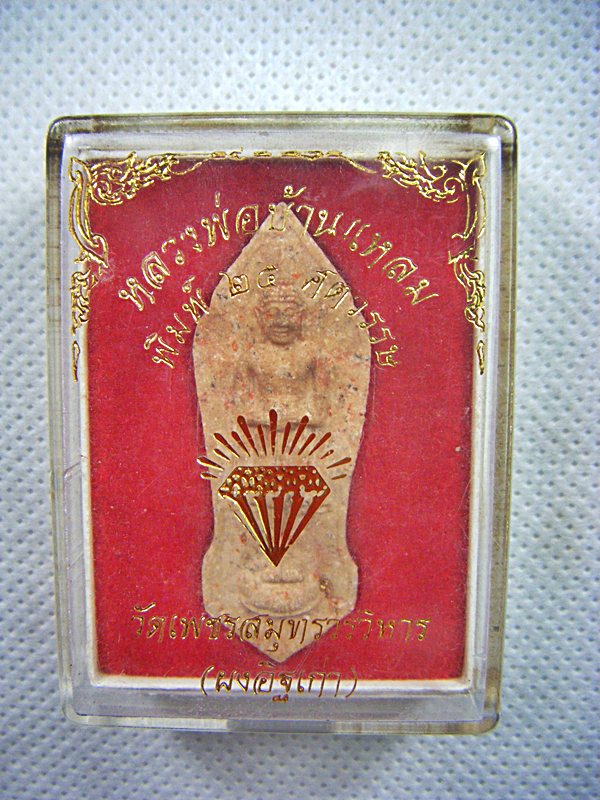 หลวงพ่อบ้านแหลม
พิมพ์ ๒๕ ศตวรรษ
วัดเพชรสมุทรวรวิหาร
(ผงอิฐเก่า)